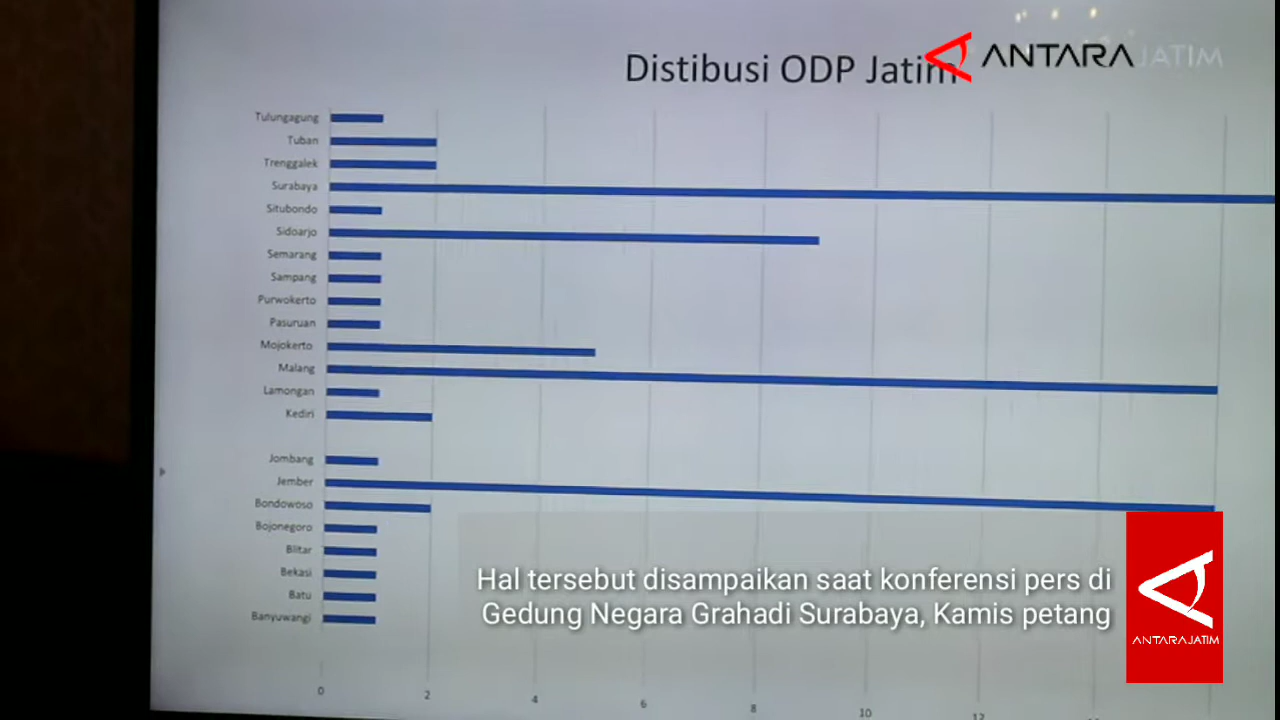 Distibusi ODP Jatim
ANTARA JATIM
Tulungagung
Tuban
Trenggalek
Surabaya
Situbondo
Sidoarjo
Semarang
Sampang
Purwokerto
Pasuruan
Mojokerto
Malang
Lamongan
Kediri
Jombang
Jember
Bondowoso
Bojonegoro
Blitar
Bekasi
Batu
Banyuwangi
0 2 4 6 8 10 12
Hal tersebut disampaikan saat konferensi pers di
Gedung Negara Grahadi Surabaya, Kamis petang
ANTARAJATIM